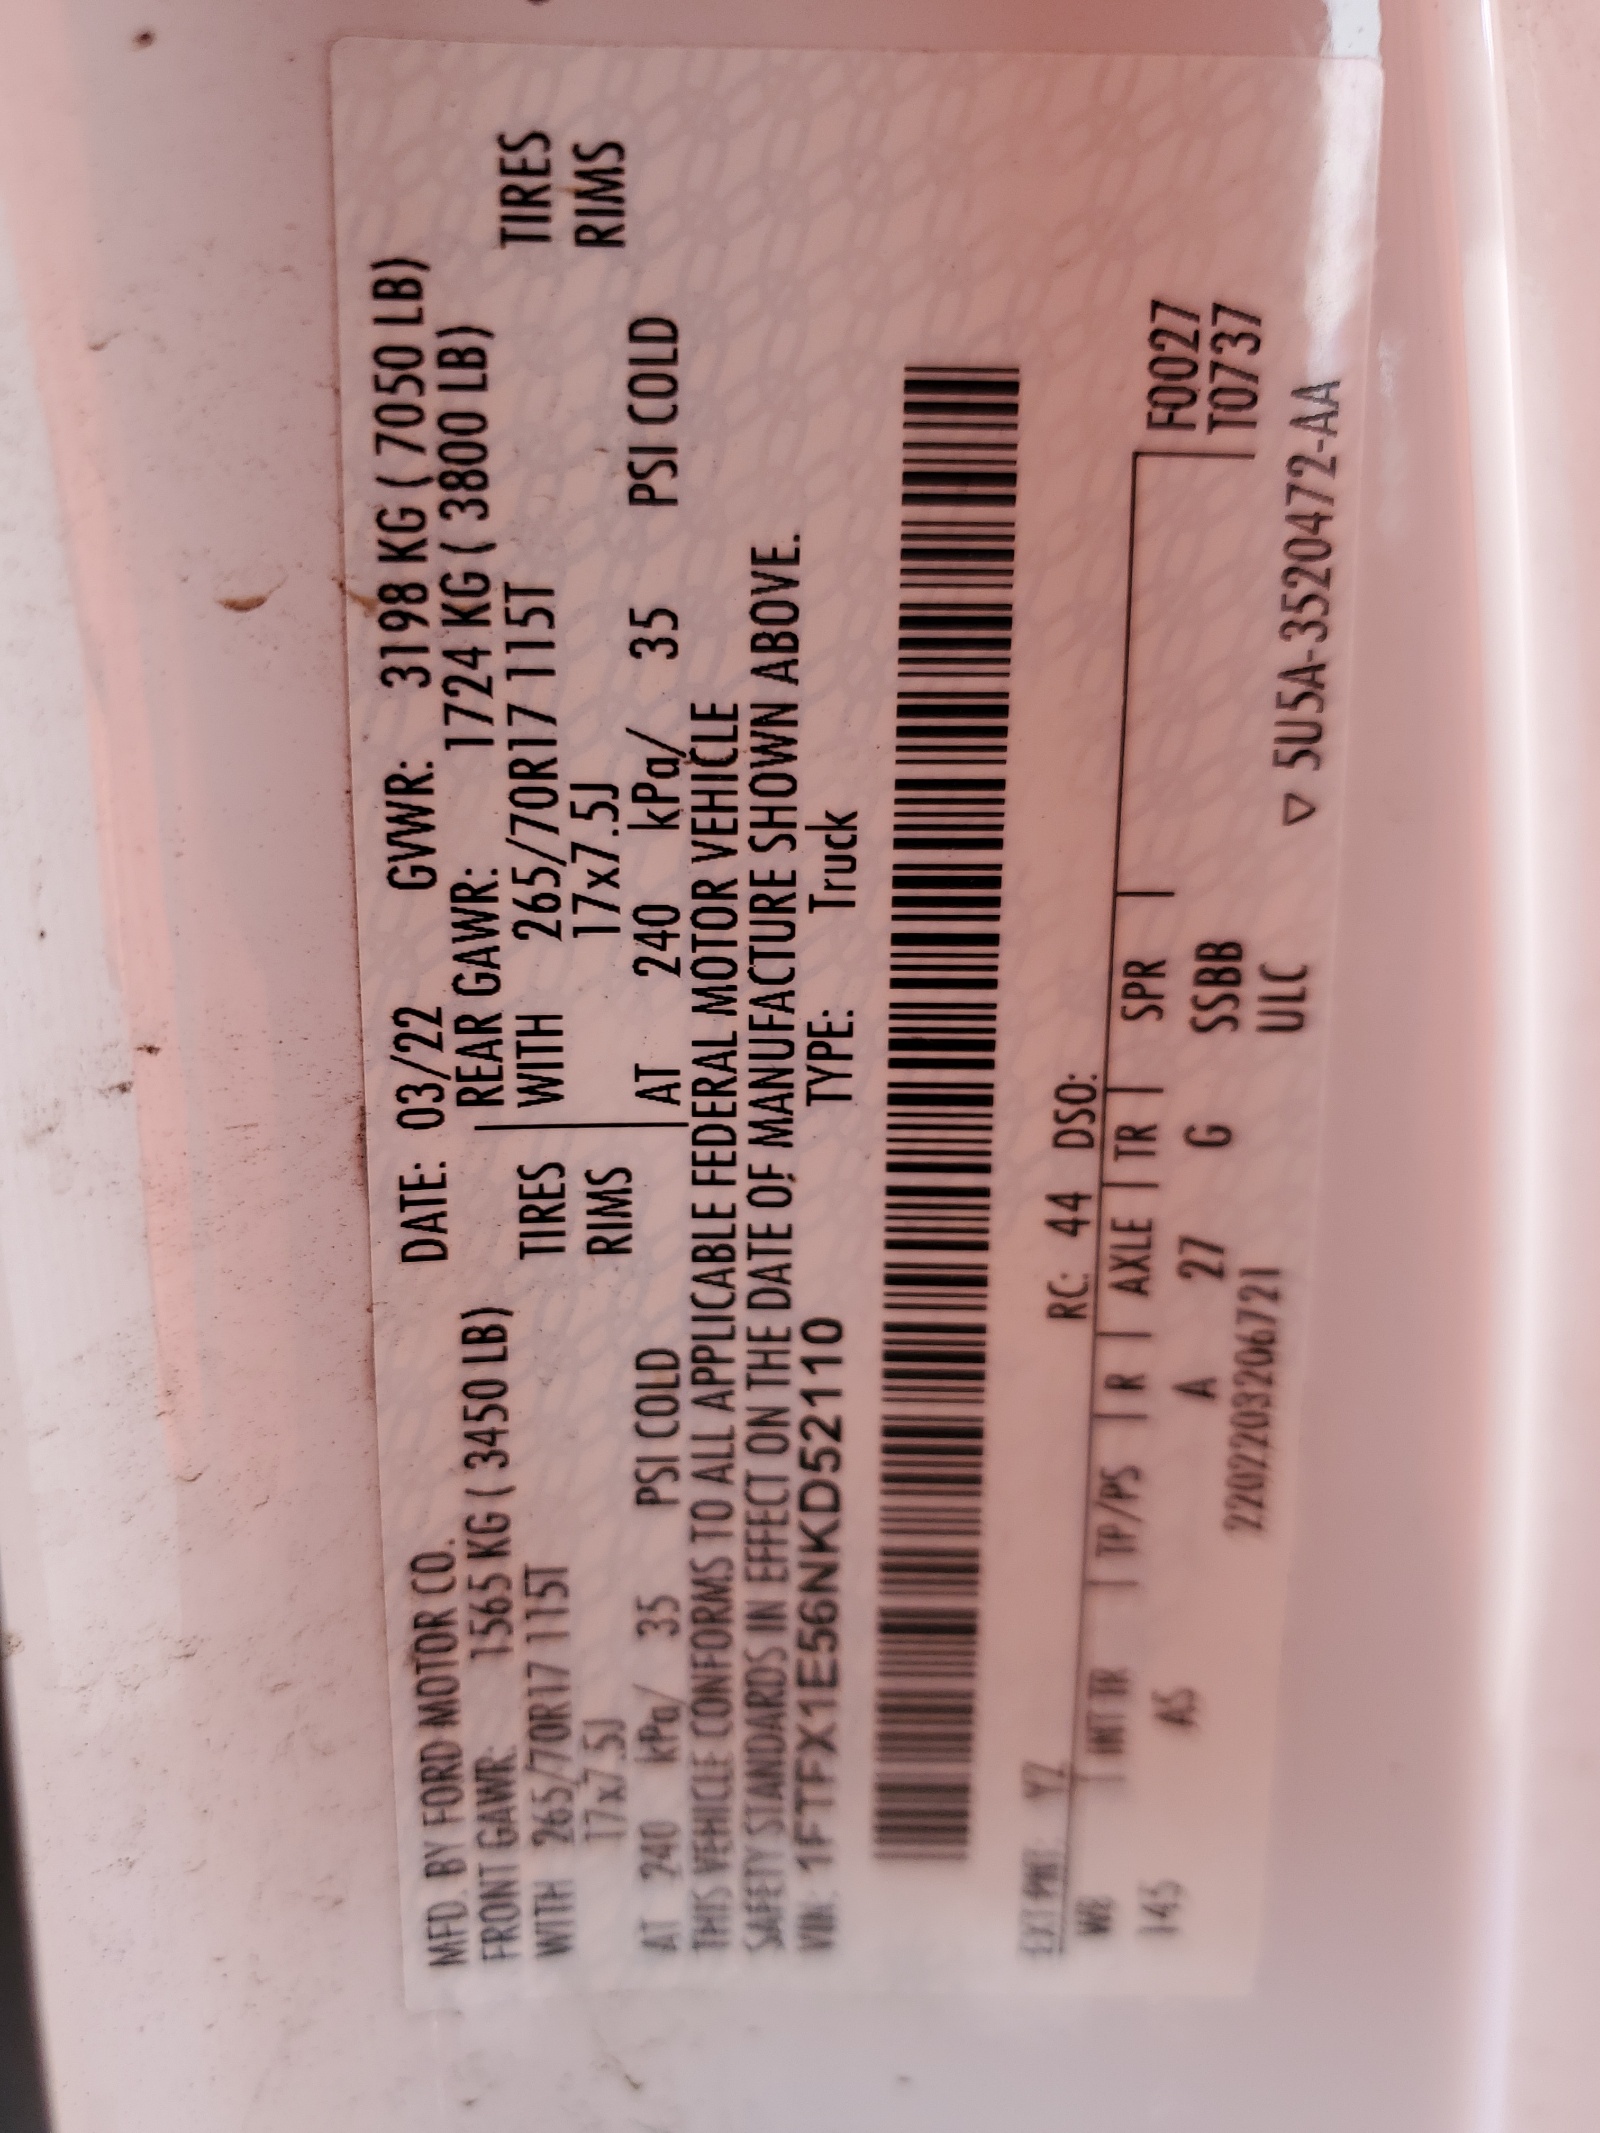 MFD. BY FORD MOTOR CO. DATE: 03/22 GVWR: 3198 KG ( 7050 LB)
FRONT GAWR: 1565 KG ( 3450 LB) REAR GAWR: 1724 KG ( 3800 LB)
WITH 265/70R17 115T TIRES WITH 265/70R17 115T TIRES
17x7.5J RIMS 17x7.5J RIMS
AT 240 kPa/ 35 PSI COLD AT 240 kPa/ 35 PSI COLD
THIS VEHICLE CONFORMS TO ALL APPLICABLE FEDERAL MOTOR VEHICLE
SAFETY STANDARDS IN EFFECT ON THE DATE OF MANUFACTURE SHOWN ABOVE.
VIN: 1FTFX1E56NKD52110 TYPE: Truck
EXT PNT: YZ RC: 44 DSO:
WB INT TR TP/PS R AXLE TR SPR F0027
145 AS A 27 G SSBB T0737
2202203206721 ULC
▽ 5U5A-3520472-AA